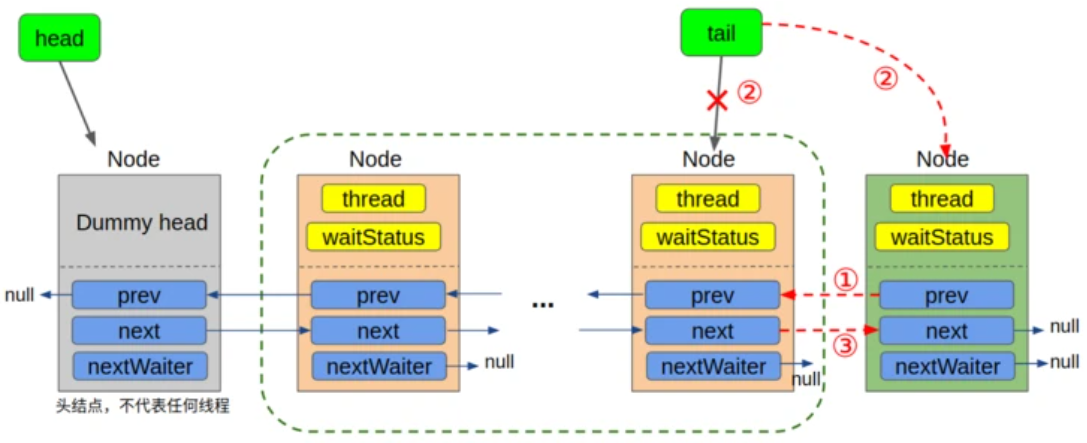 head
tail
②
②
Node
Node
Node
Node
Dummy head
thread
thread
thread
waitStatus
waitStatus
waitStatus
null
prev
prev
...
prev
①
prev
next
next
next
③
next
null
nextWaiter
nextWaiter
null
nextWaiter
null
nextWaiter
null
头结点，不代表任何线程